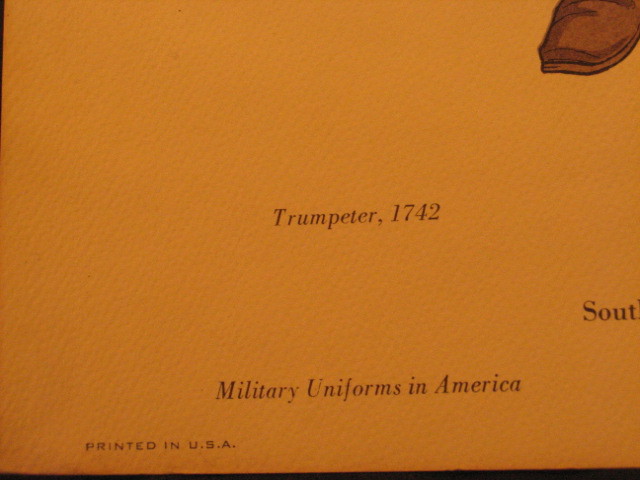 Trumpeter, 1742
Military Uniforms in America
PRINTED IN U.S.A.